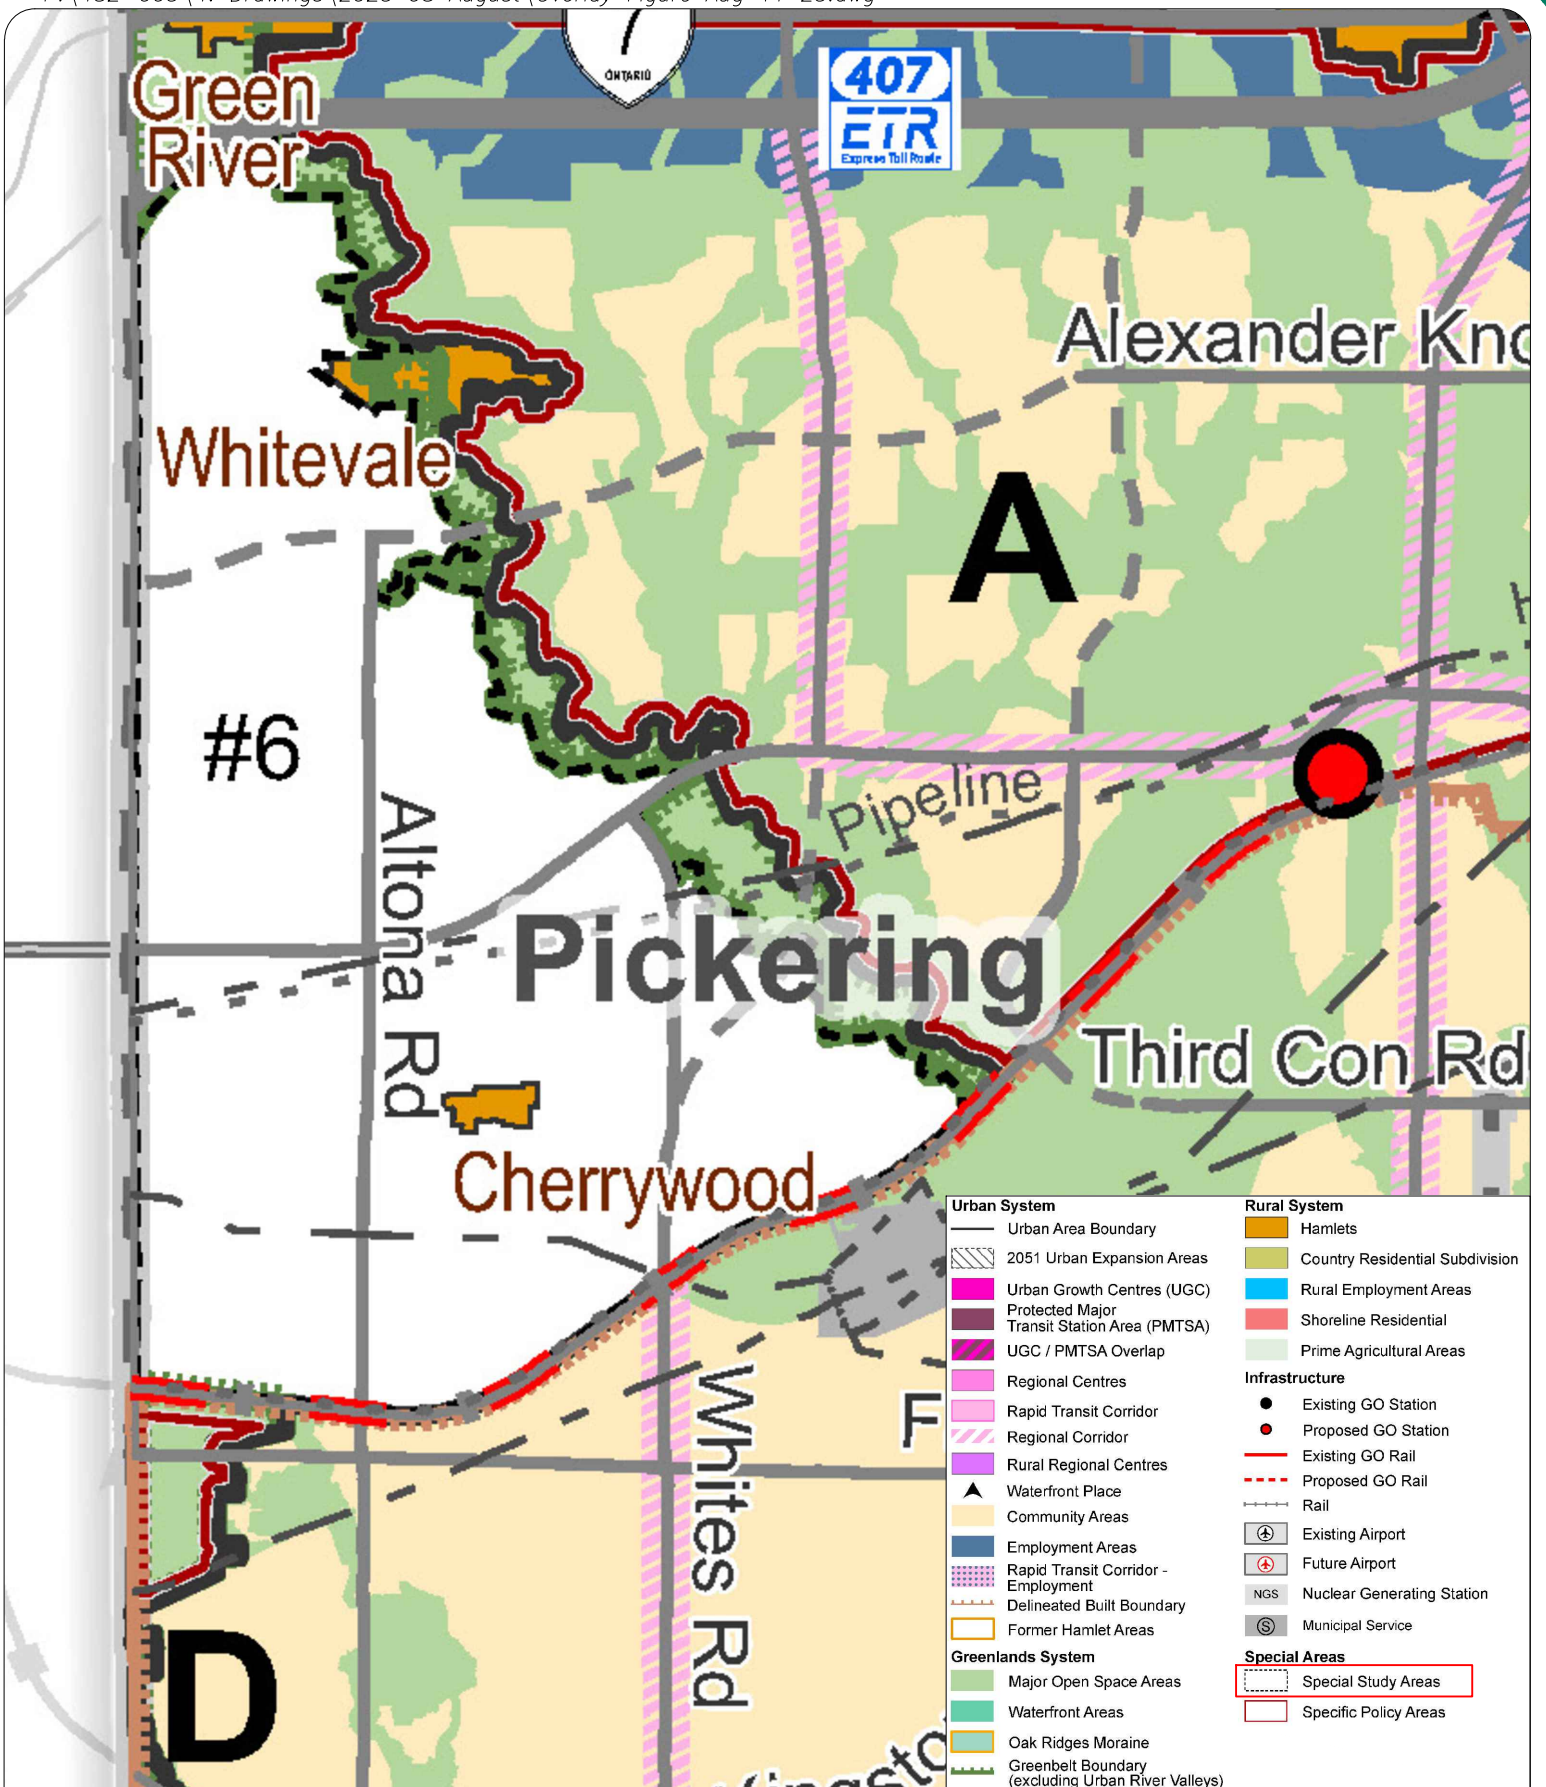 7
ONTARIO
407
ETR
Express Toll Route
Green
River
Alexander Kno
Whitevale
A
#6
Pipeline
Altona Rd
Pickering
Third Con Rd
Cherrywood
Whites Rd
F
D
Urban System
Urban Area Boundary
2051 Urban Expansion Areas
Urban Growth Centres (UGC)
Protected Major
Transit Station Area (PMTSA)
UGC / PMTSA Overlap
Regional Centres
Rapid Transit Corridor
Regional Corridor
Rural Regional Centres
Waterfront Place
Community Areas
Employment Areas
Rapid Transit Corridor -
Employment
Delineated Built Boundary
Former Hamlet Areas
Greenlands System
Major Open Space Areas
Waterfront Areas
Oak Ridges Moraine
Greenbelt Boundary
(excluding Urban River Valleys)
Rural System
Hamlets
Country Residential Subdivision
Rural Employment Areas
Shoreline Residential
Prime Agricultural Areas
Infrastructure
Existing GO Station
Proposed GO Station
Existing GO Rail
Proposed GO Rail
Rail
Existing Airport
Future Airport
NGS
Nuclear Generating Station
S
Municipal Service
Special Areas
Special Study Areas
Specific Policy Areas